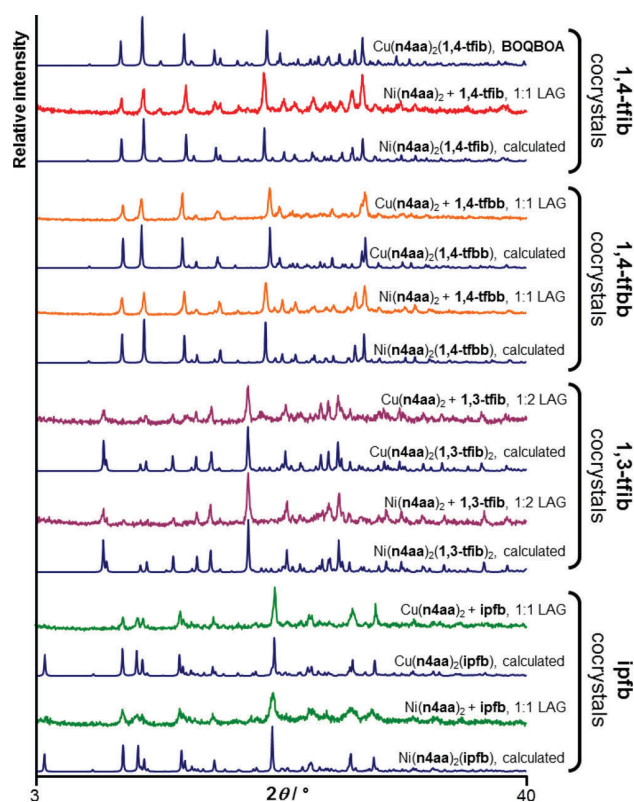 Relative intensity
Cu(n4aa)₂(1,4-tfib), BOQBOA
Ni(n4aa)₂ + 1,4-tfib, 1:1 LAG
Ni(n4aa)₂(1,4-tfib), calculated
1,4-tfib
cocrystals
Cu(n4aa)₂ + 1,4-tfbb, 1:1 LAG
Cu(n4aa)₂(1,4-tfbb), calculated
Ni(n4aa)₂ + 1,4-tfbb, 1:1 LAG
Ni(n4aa)₂(1,4-tfbb), calculated
1,4-tfbb
cocrystals
Cu(n4aa)₂ + 1,3-tfib, 1:2 LAG
Cu(n4aa)₂(1,3-tfib)₂, calculated
Ni(n4aa)₂ + 1,3-tfib, 1:2 LAG
Ni(n4aa)₂(1,3-tfib)₂, calculated
1,3-tfib
cocrystals
Cu(n4aa)₂ + ipfb, 1:1 LAG
Cu(n4aa)₂(ipfb), calculated
Ni(n4aa)₂ + ipfb, 1:1 LAG
Ni(n4aa)₂(ipfb), calculated
ipfb
cocrystals
3
2θ / °
40